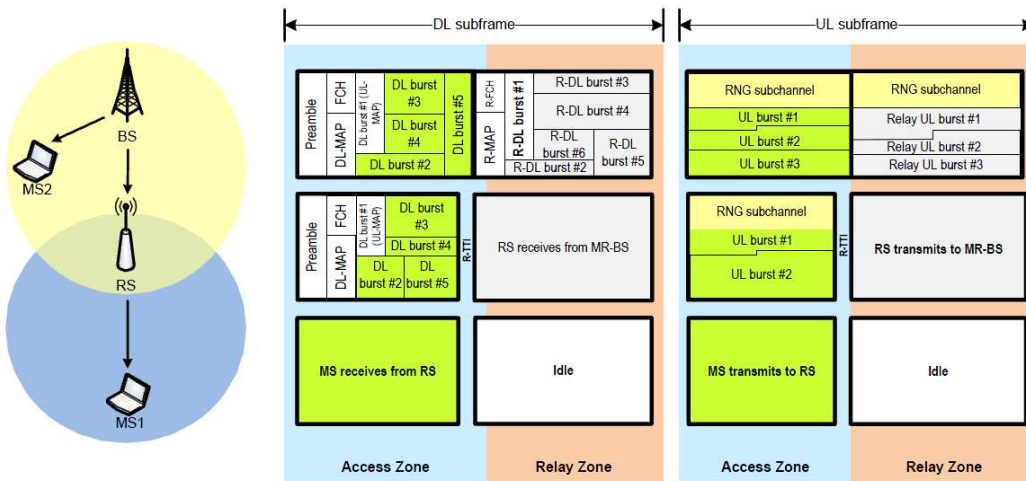 BS
MS2
RS
MS1
DL subframe
UL subframe
Preamble
FCH
DL-MAP
DL burst #1 (UL-
MAP)
DL burst
#3
DL burst
#4
DL burst #2
DL burst #5
R-FCH
R-MAP
R-DL burst #1
R-DL burst #3
R-DL burst #4
R-DL
burst #6
R-DL burst #2
R-DL
burst #5
RNG subchannel
UL burst #1
UL burst #2
UL burst #3
RNG subchannel
Relay UL burst #1
Relay UL burst #2
Relay UL burst #3
Preamble
FCH
DL-MAP
DL burst #1
(UL-MAP)
DL burst
#3
DL burst #4
DL
burst #2
DL
burst #5
R-TTI
RS receives from MR-BS
RNG subchannel
UL burst #1
UL burst #2
R-TTI
RS transmits to MR-BS
MS receives from RS
Idle
MS transmits to RS
Idle
Access Zone
Relay Zone
Access Zone
Relay Zone